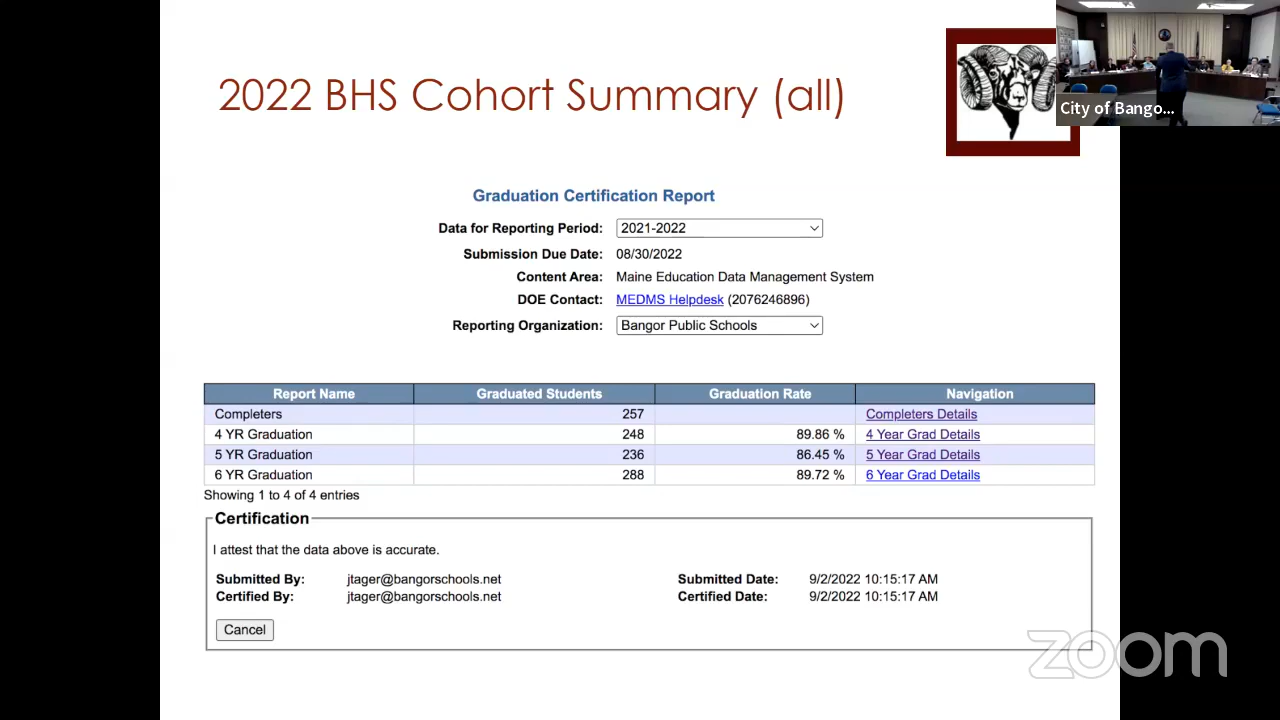 2022 BHS Cohort Summary (all)
City of Bango...
Graduation Certification Report
Data for Reporting Period: 2021-2022
Submission Due Date: 08/30/2022
Content Area: Maine Education Data Management System
DOE Contact: MEDMS Helpdesk (2076246896)
Reporting Organization: Bangor Public Schools
Report Name Graduated Students Graduation Rate Navigation
Completers 257 Completers Details
4 YR Graduation 248 89.86 % 4 Year Grad Details
5 YR Graduation 236 86.45 % 5 Year Grad Details
6 YR Graduation 288 89.72 % 6 Year Grad Details
Showing 1 to 4 of 4 entries
Certification
I attest that the data above is accurate.
Submitted By: jtager@bangorschools.net Submitted Date: 9/2/2022 10:15:17 AM
Certified By: jtager@bangorschools.net Certified Date: 9/2/2022 10:15:17 AM
Cancel
zoom